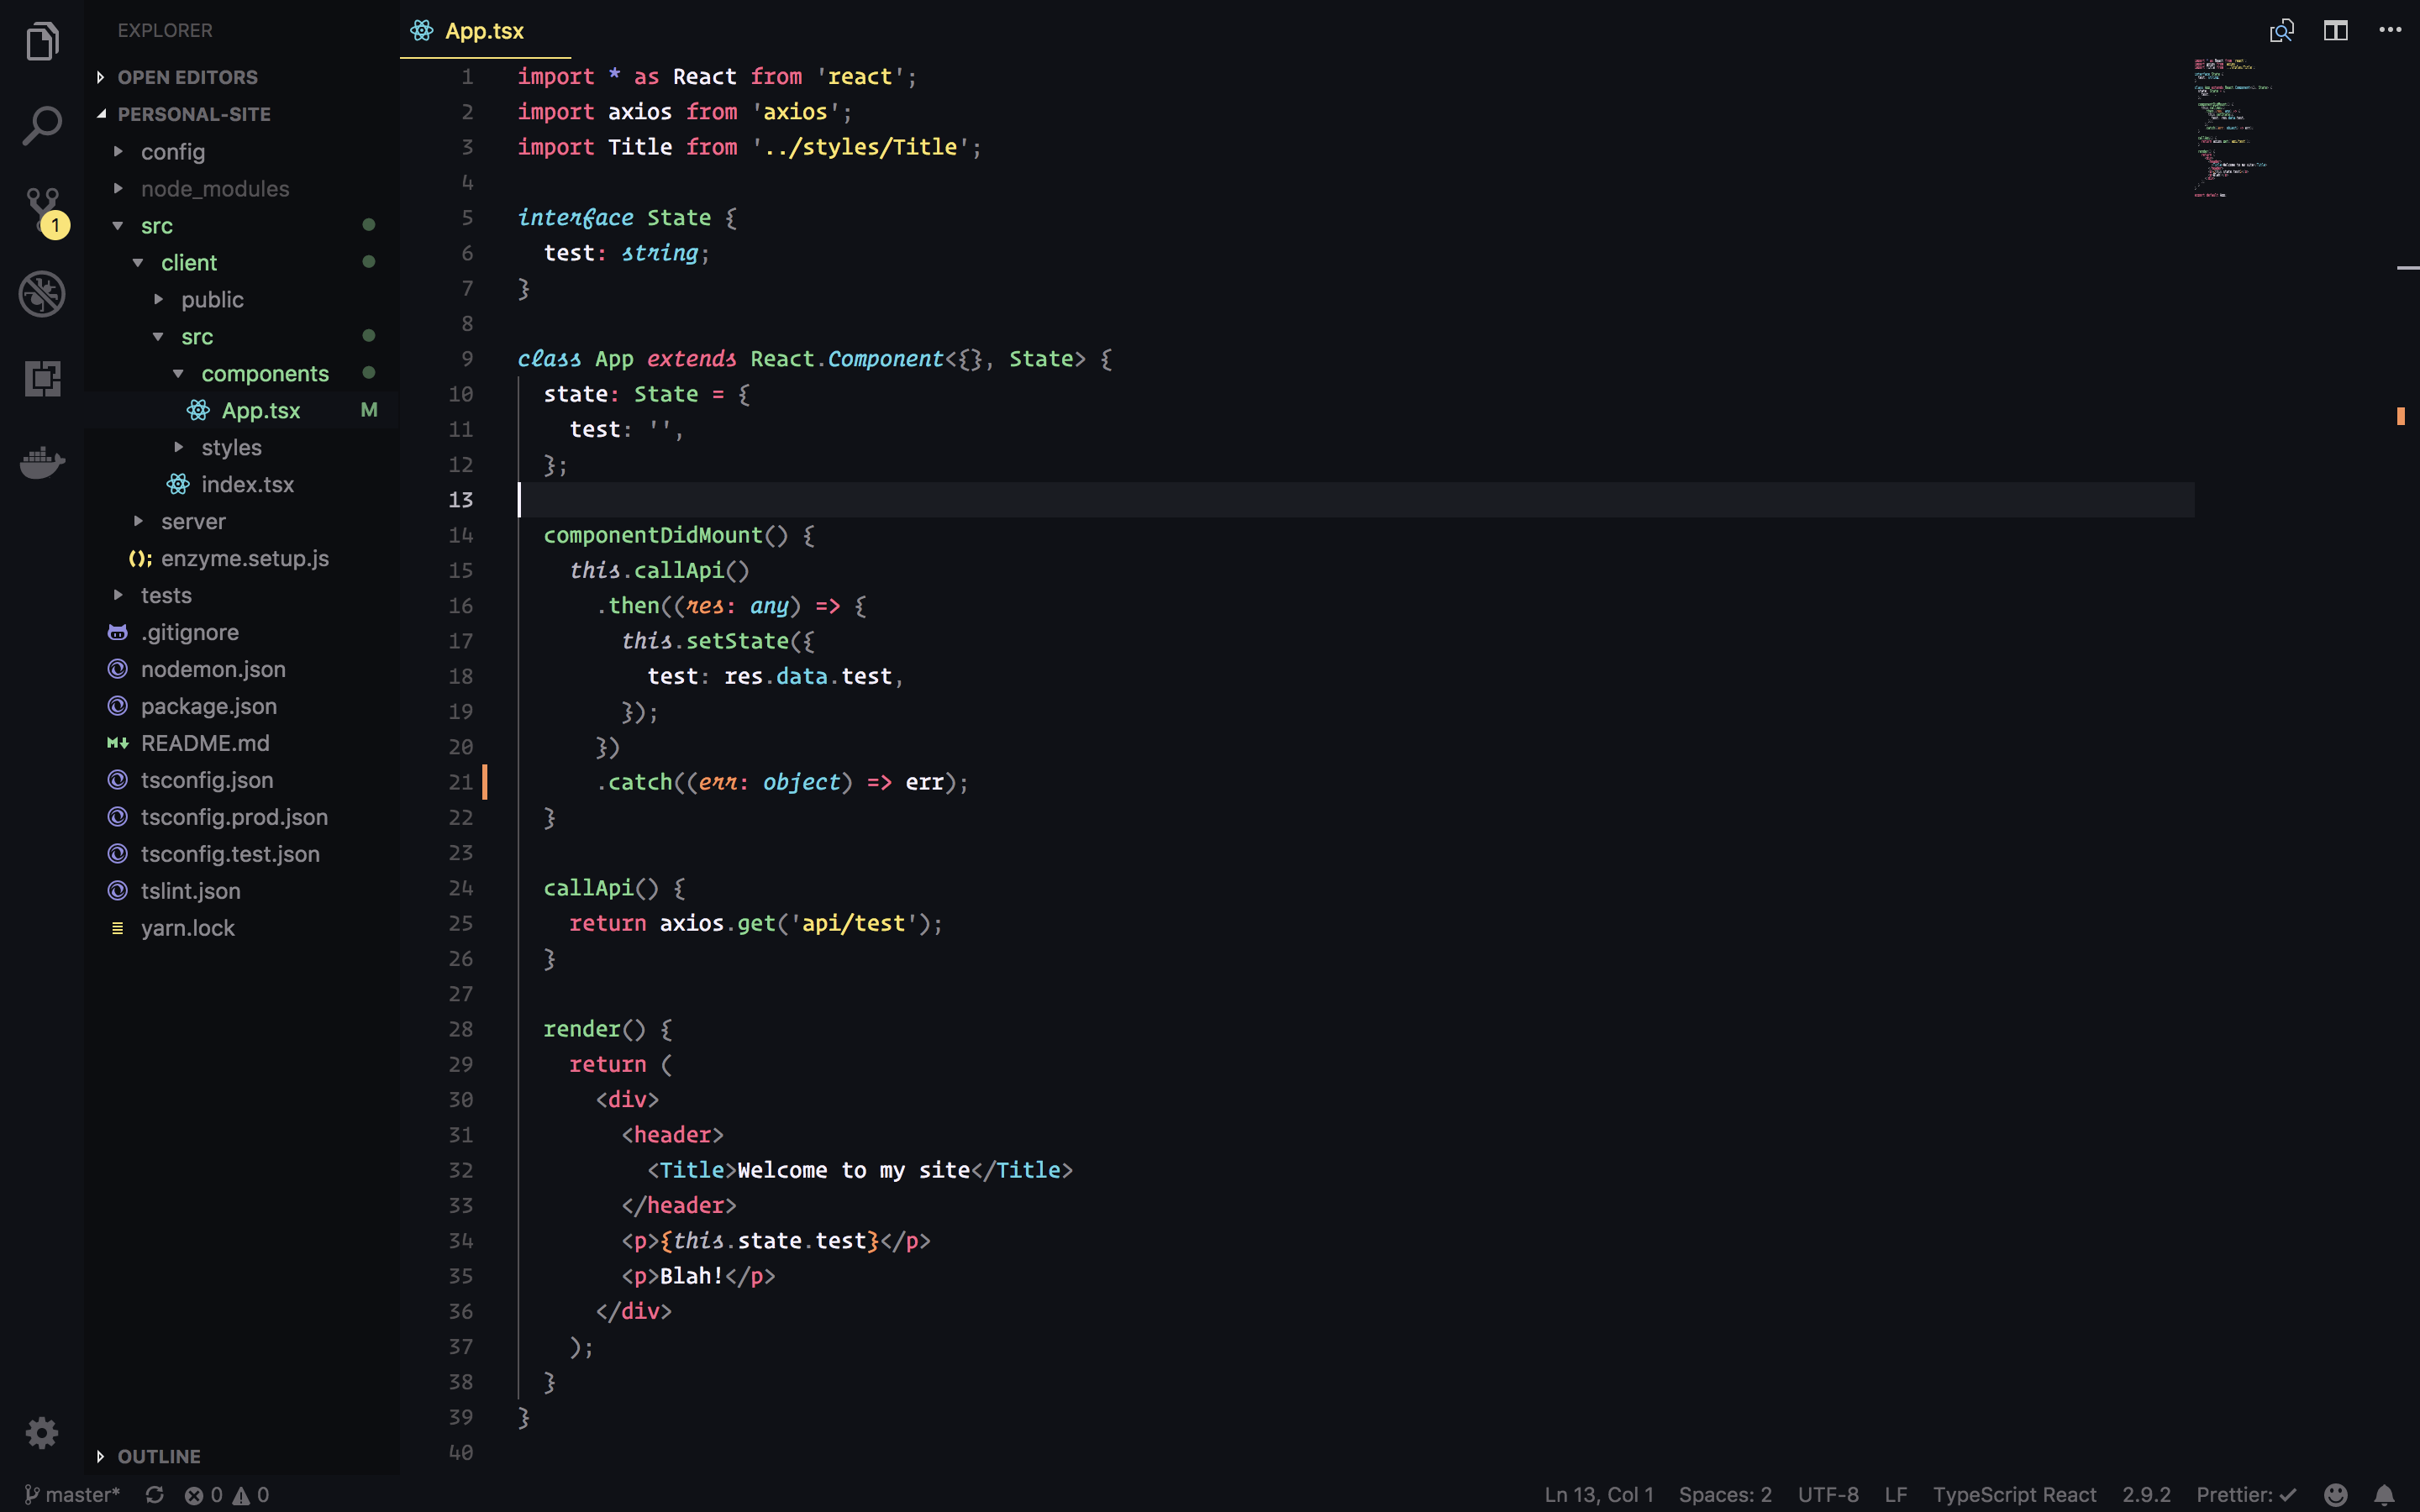 EXPLORER
OPEN EDITORS
PERSONAL-SITE
config
node_modules
src
client
public
src
components
App.tsx M
styles
index.tsx
server
enzyme.setup.js
tests
.gitignore
nodemon.json
package.json
README.md
tsconfig.json
tsconfig.prod.json
tsconfig.test.json
tslint.json
yarn.lock
OUTLINE
1
App.tsx
1 import * as React from 'react';
2 import axios from 'axios';
3 import Title from '../styles/Title';
4
5 interface State {
6   test: string;
7 }
8
9 class App extends React.Component<{}, State> {
10   state: State = {
11     test: '',
12   };
13
14   componentDidMount() {
15     this.callApi()
16       .then((res: any) => {
17         this.setState({
18           test: res.data.test,
19         });
20       })
21       .catch((err: object) => err);
22   }
23
24   callApi() {
25     return axios.get('api/test');
26   }
27
28   render() {
29     return (
30       <div>
31         <header>
32           <Title>Welcome to my site</Title>
33         </header>
34         <p>{this.state.test}</p>
35         <p>Blah!</p>
36       </div>
37     );
38   }
39 }
40
master* 0 0 Ln 13, Col 1 Spaces: 2 UTF-8 LF TypeScript React 2.9.2 Prettier: ✓